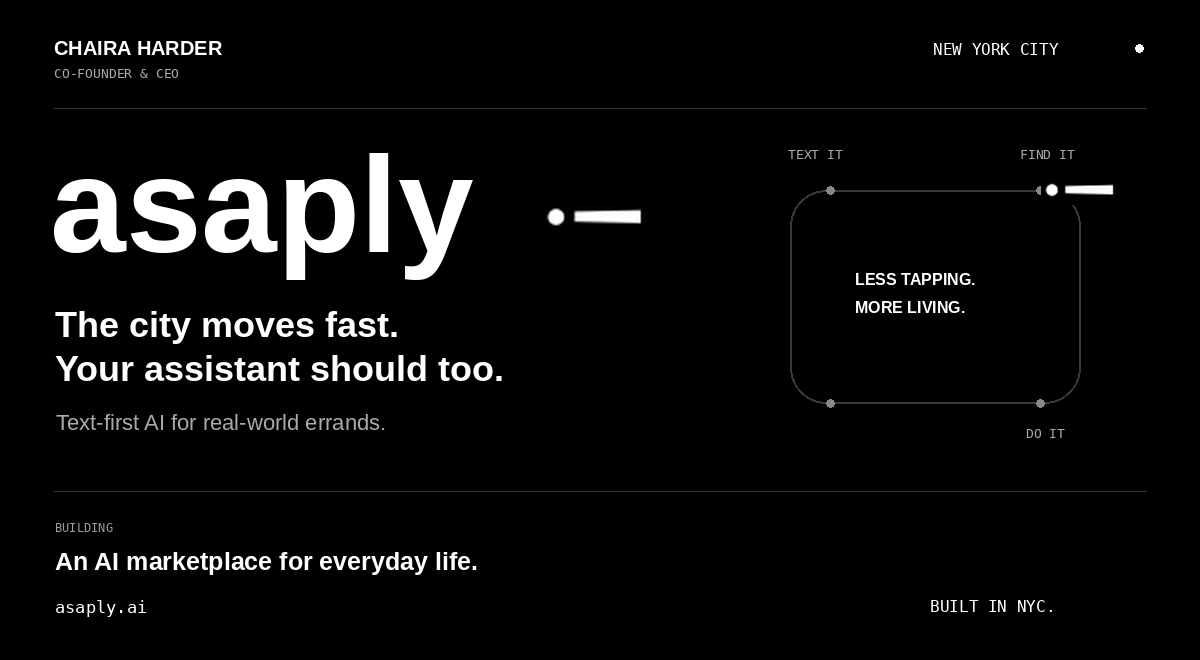 CHAIRA HARDER
CO-FOUNDER & CEO
NEW YORK CITY
asaply
The city moves fast.
Your assistant should too.
Text-first AI for real-world errands.
TEXT IT
FIND IT
LESS TAPPING.
MORE LIVING.
DO IT
BUILDING
An AI marketplace for everyday life.
asaply.ai
BUILT IN NYC.